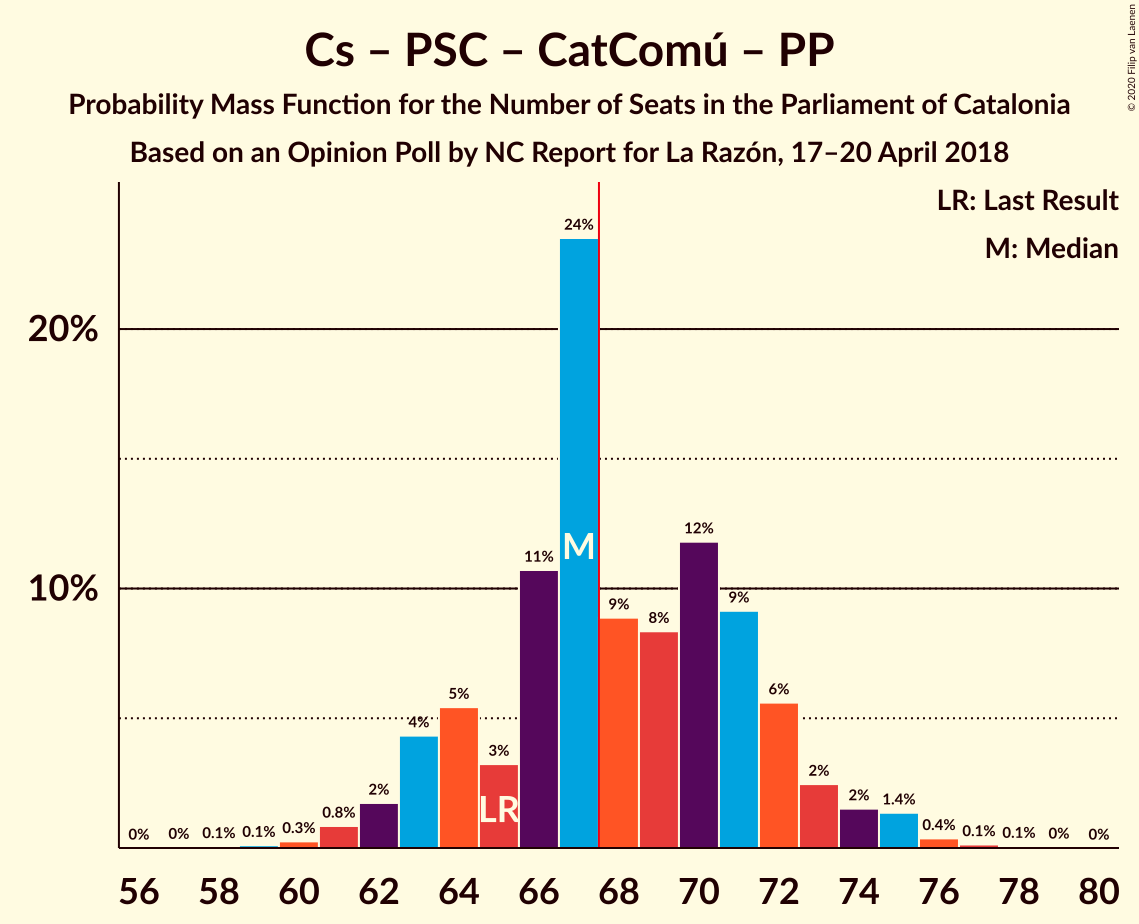 Cs – PSC – CatComú – PP
Probability Mass Function for the Number of Seats in the Parliament of Catalonia
Based on an Opinion Poll by NC Report for La Razón, 17–20 April 2018
© 2020 Filip van Laenen
LR: Last Result
M: Median
20%
10%
0% 0% 0.1% 0.1% 0.3% 0.8% 2% 4% 5% 3% 11% 24% 9% 8% 12% 9% 6% 2% 2% 1.4% 0.4% 0.1% 0.1% 0% 0%
M
LR
56 58 60 62 64 66 68 70 72 74 76 78 80